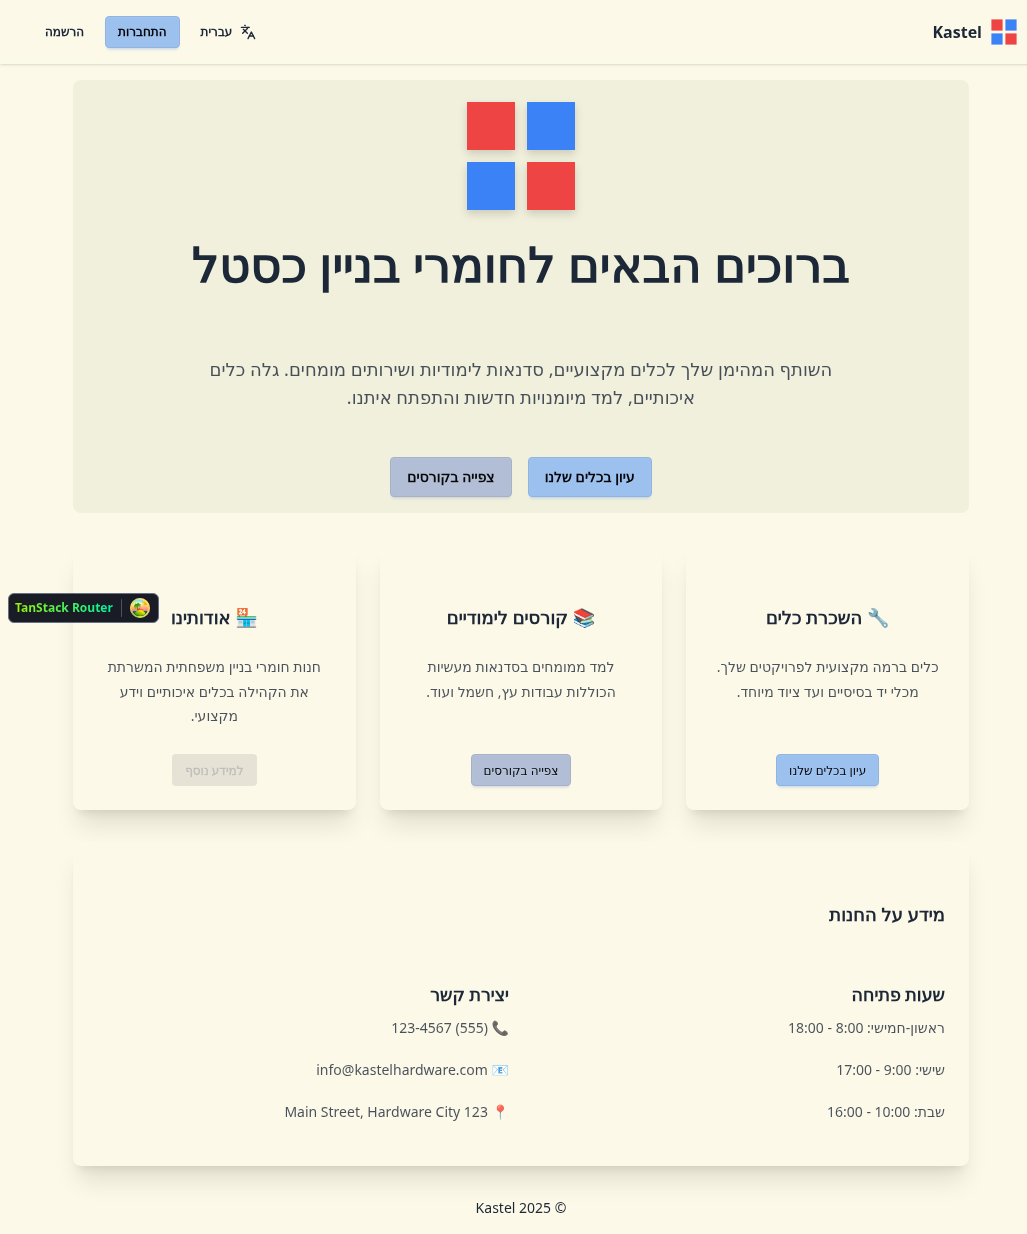 Kastel
עברית
התחברות
הרשמה
ברוכים הבאים לחומרי בניין כסטל
השותף המהימן שלך לכלים מקצועיים, סדנאות לימודיות ושירותים מומחים. גלה כלים
איכותיים, למד מיומנויות חדשות והתפתח איתנו.
עיון בכלים שלנו
צפייה בקורסים
🔧 השכרת כלים
כלים ברמה מקצועית לפרויקטים שלך.
מכלי יד בסיסיים ועד ציוד מיוחד.
עיון בכלים שלנו
📚 קורסים לימודיים
למד ממומחים בסדנאות מעשיות
הכוללות עבודות עץ, חשמל ועוד.
צפייה בקורסים
🏪 אודותינו
חנות חומרי בניין משפחתית המשרתת
את הקהילה בכלים איכותיים וידע
מקצועי.
למידע נוסף
TanStack Router
מידע על החנות
שעות פתיחה
ראשון-חמישי: 8:00 - 18:00
שישי: 9:00 - 17:00
שבת: 10:00 - 16:00
יצירת קשר
📞 (555) 123-4567
📧 info@kastelhardware.com
📍 Main Street, Hardware City 123
© 2025 Kastel